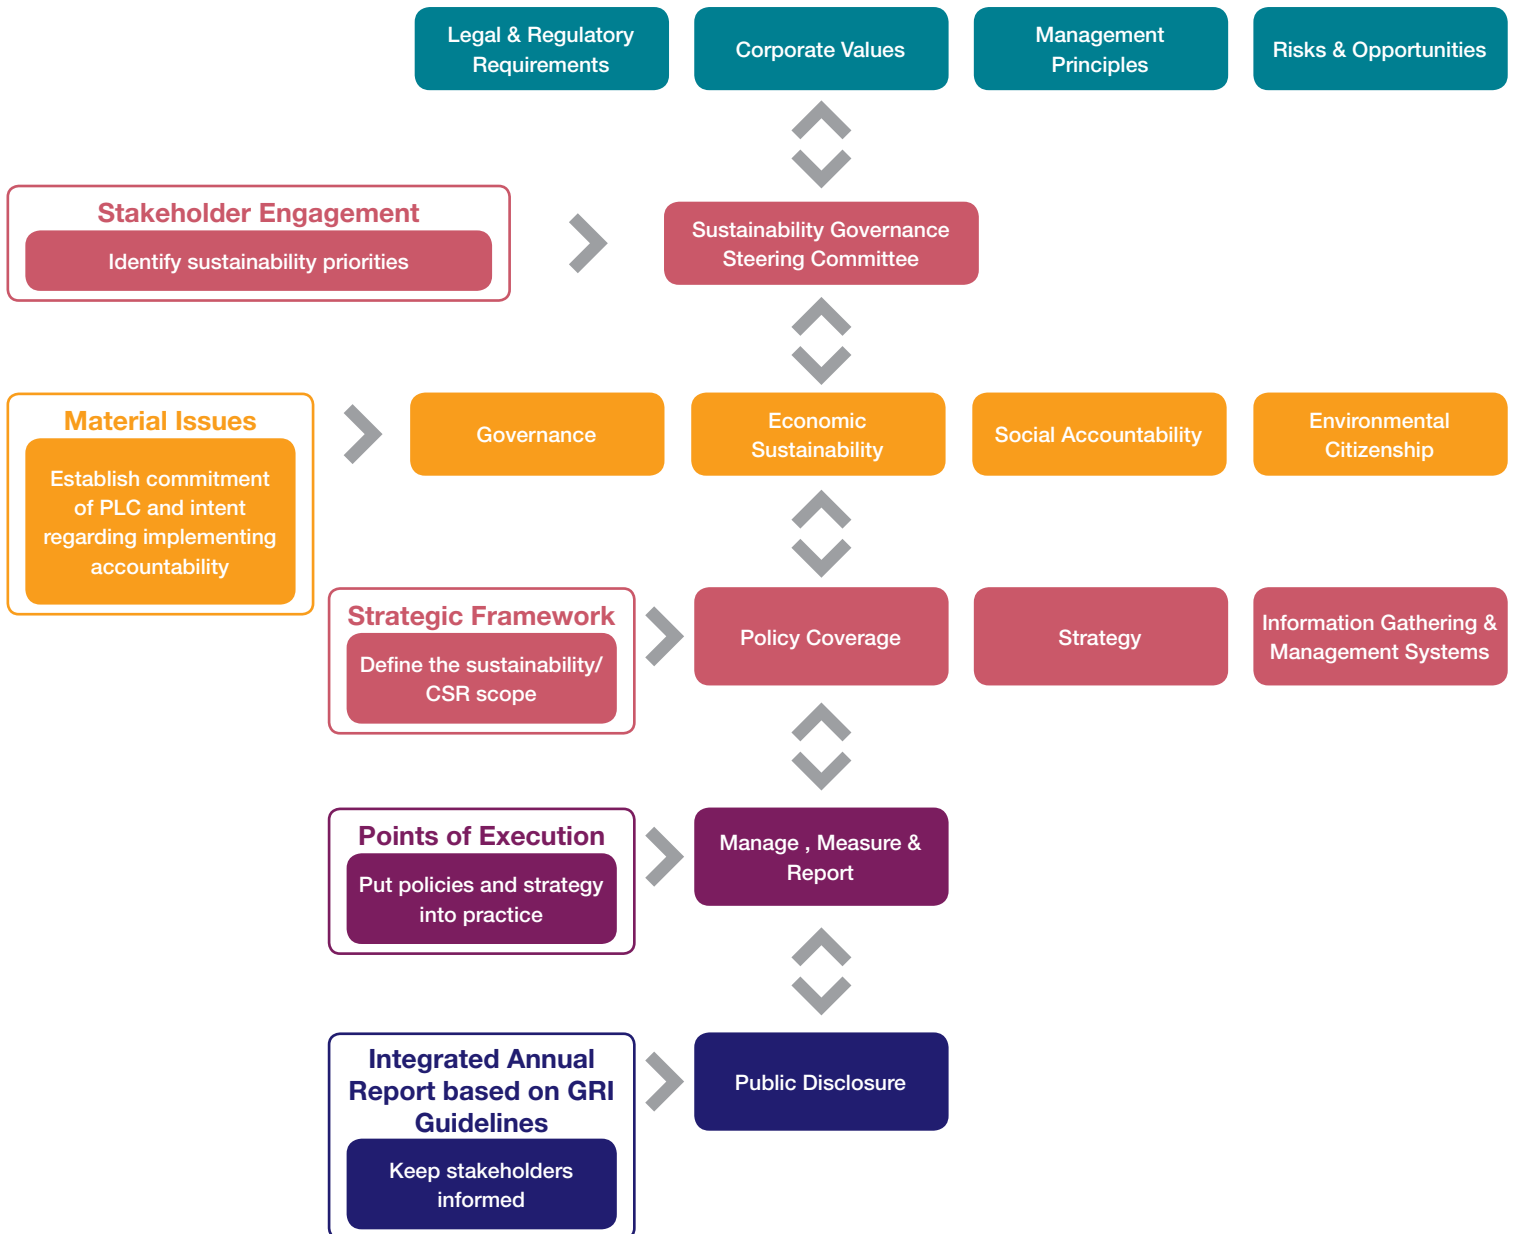 Legal & Regulatory
Requirements
Corporate Values
Management
Principles
Risks & Opportunities
Stakeholder Engagement
Identify sustainability priorities
Sustainability Governance
Steering Committee
Material Issues
Establish commitment
of PLC and intent
regarding implementing
accountability
Governance
Economic
Sustainability
Social Accountability
Environmental
Citizenship
Strategic Framework
Define the sustainability/
CSR scope
Policy Coverage
Strategy
Information Gathering &
Management Systems
Points of Execution
Put policies and strategy
into practice
Manage , Measure &
Report
Integrated Annual
Report based on GRI
Guidelines
Keep stakeholders
informed
Public Disclosure